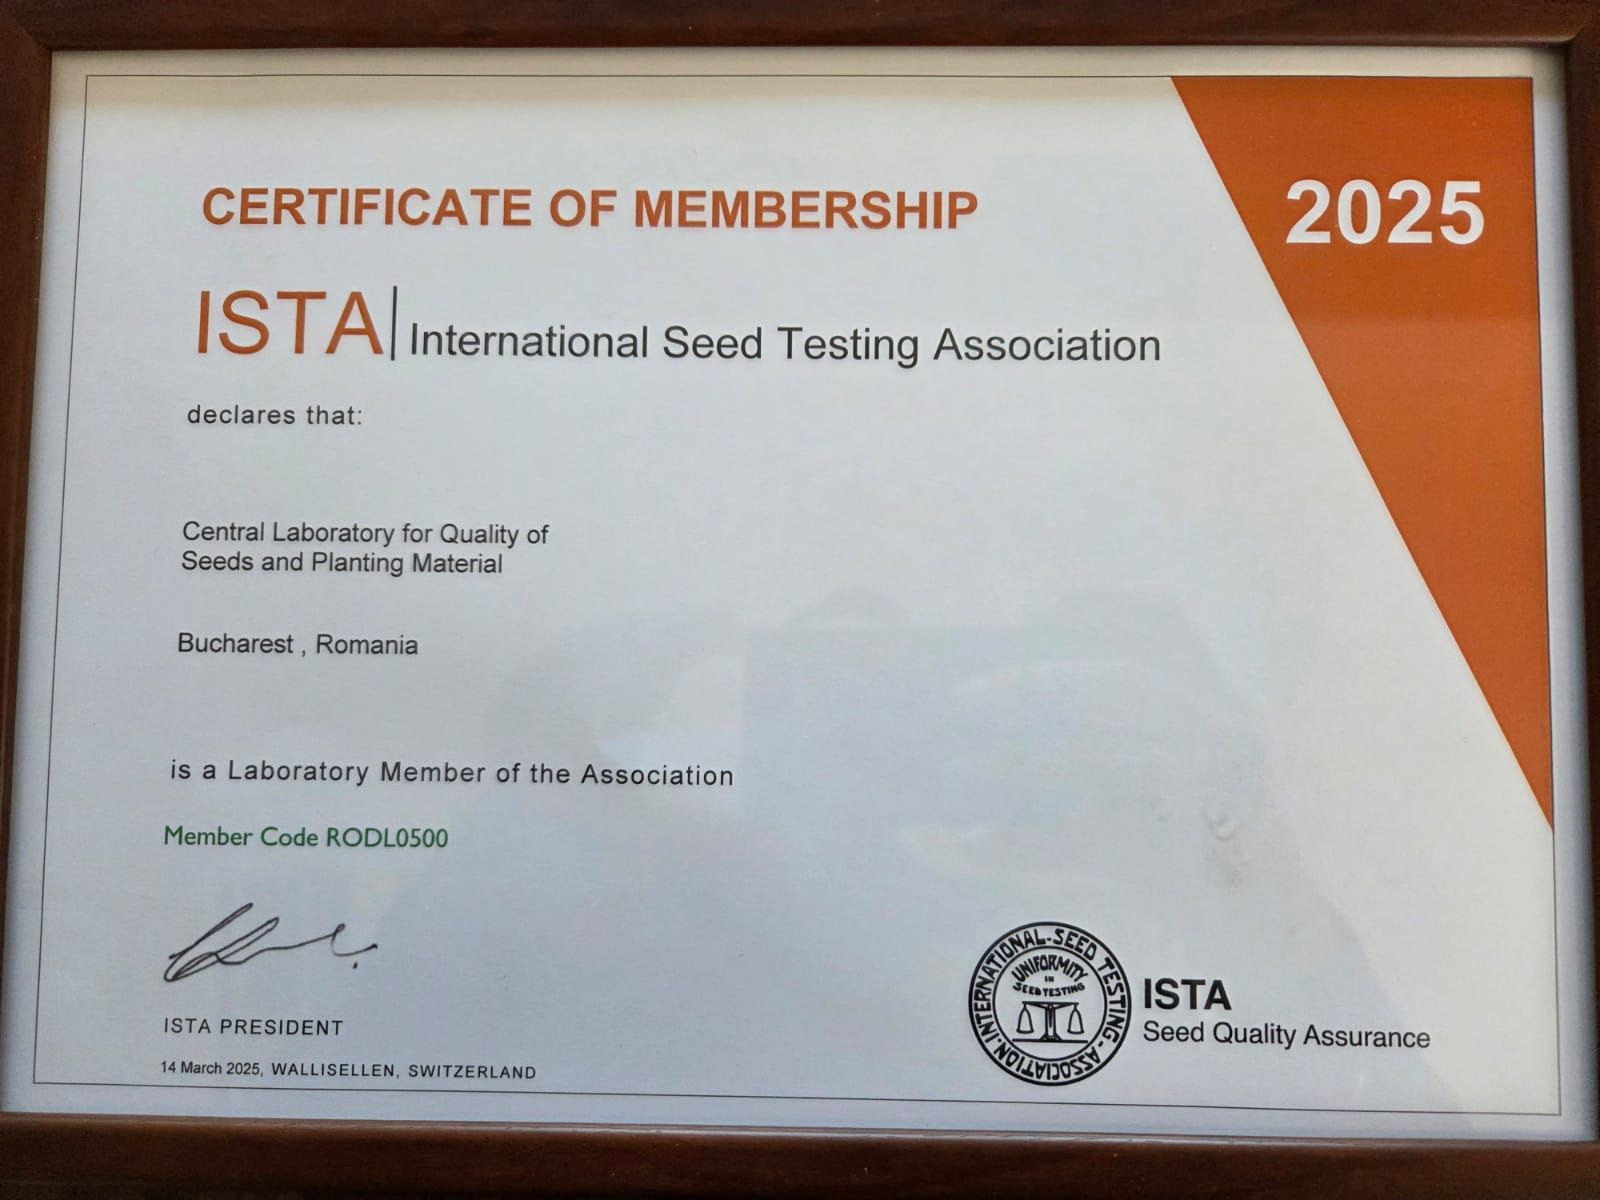 CERTIFICATE OF MEMBERSHIP
2025
ISTA| International Seed Testing Association
declares that:
Central Laboratory for Quality of
Seeds and Planting Material
Bucharest , Romania
is a Laboratory Member of the Association
Member Code RODL0500
ISTA PRESIDENT
14 March 2025, WALLISELLEN, SWITZERLAND
INTERNATIONAL-SEED TESTING-ASSOCIATION-
UNIFORMITY
IN
SEED TESTING
ISTA
Seed Quality Assurance